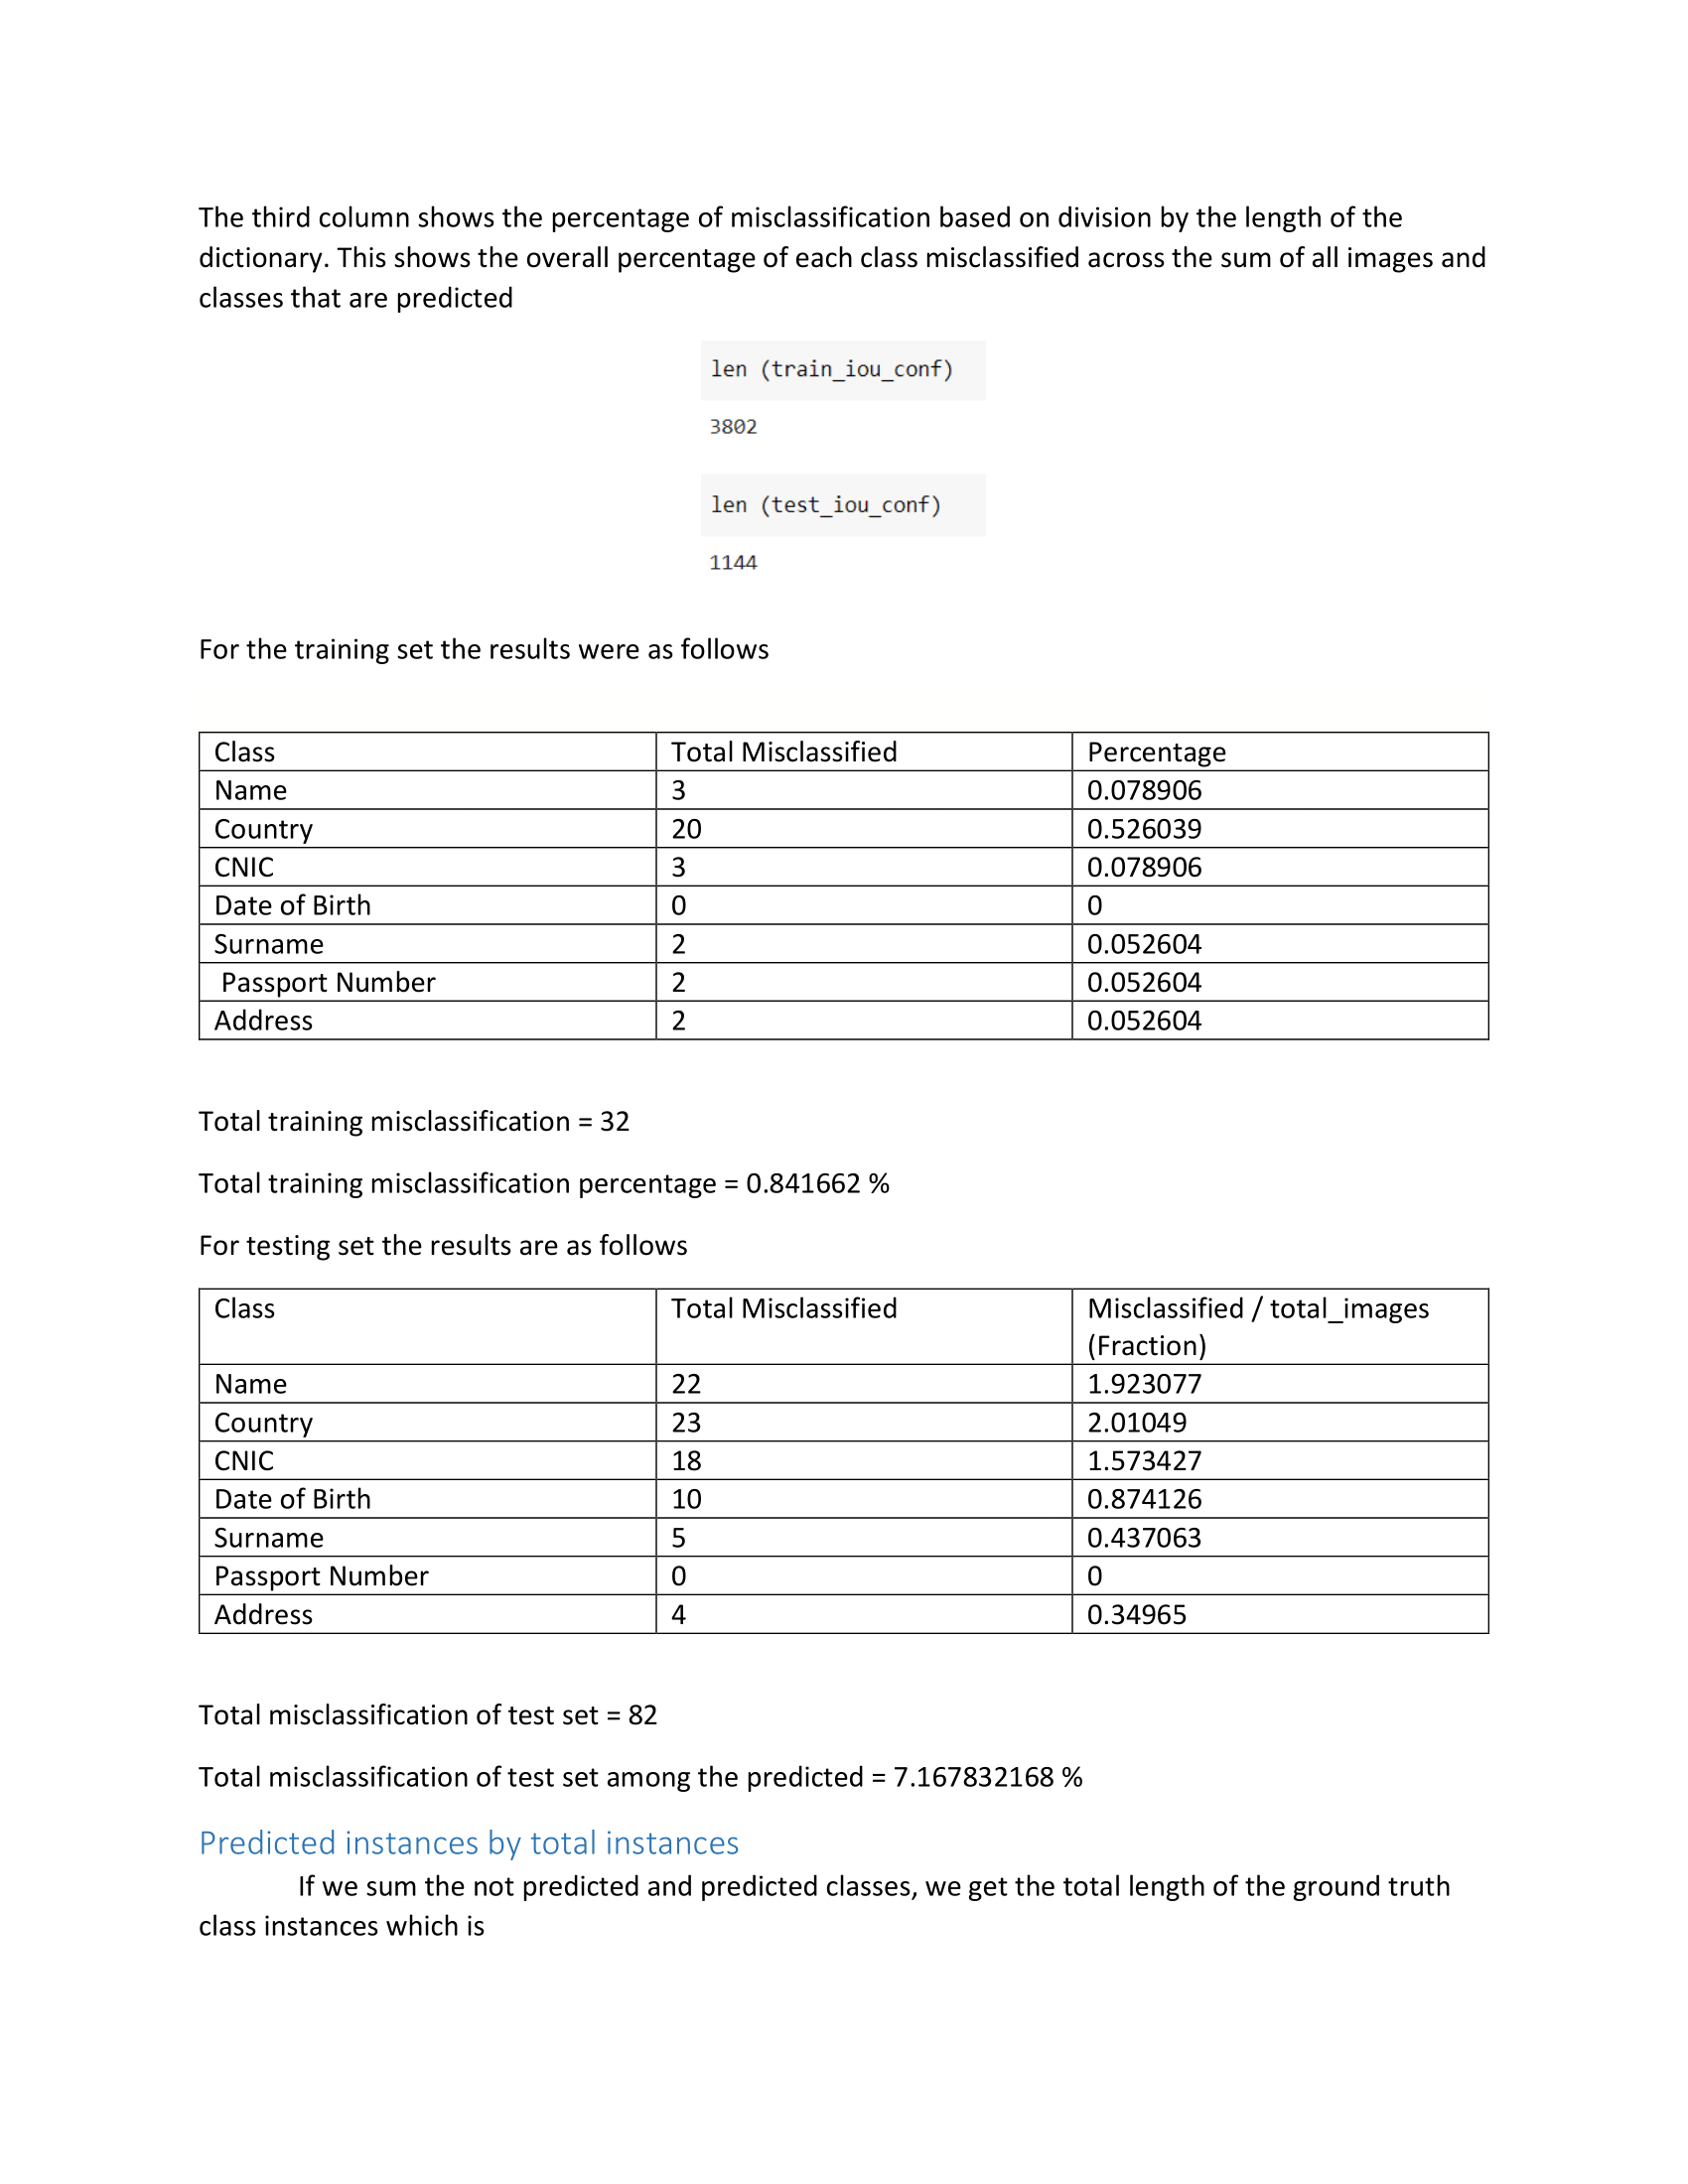 The third column shows the percentage of misclassification based on division by the length of the
dictionary. This shows the overall percentage of each class misclassified across the sum of all images and
classes that are predicted
len (train_iou_conf)
3802
len (test_iou_conf)
1144
For the training set the results were as follows
Class Total Misclassified Percentage
Name 3 0.078906
Country 20 0.526039
CNIC 3 0.078906
Date of Birth 0 0
Surname 2 0.052604
Passport Number 2 0.052604
Address 2 0.052604
Total training misclassification = 32
Total training misclassification percentage = 0.841662 %
For testing set the results are as follows
Class Total Misclassified Misclassified / total_images
(Fraction)
Name 22 1.923077
Country 23 2.01049
CNIC 18 1.573427
Date of Birth 10 0.874126
Surname 5 0.437063
Passport Number 0 0
Address 4 0.34965
Total misclassification of test set = 82
Total misclassification of test set among the predicted = 7.167832168 %
Predicted instances by total instances
If we sum the not predicted and predicted classes, we get the total length of the ground truth
class instances which is